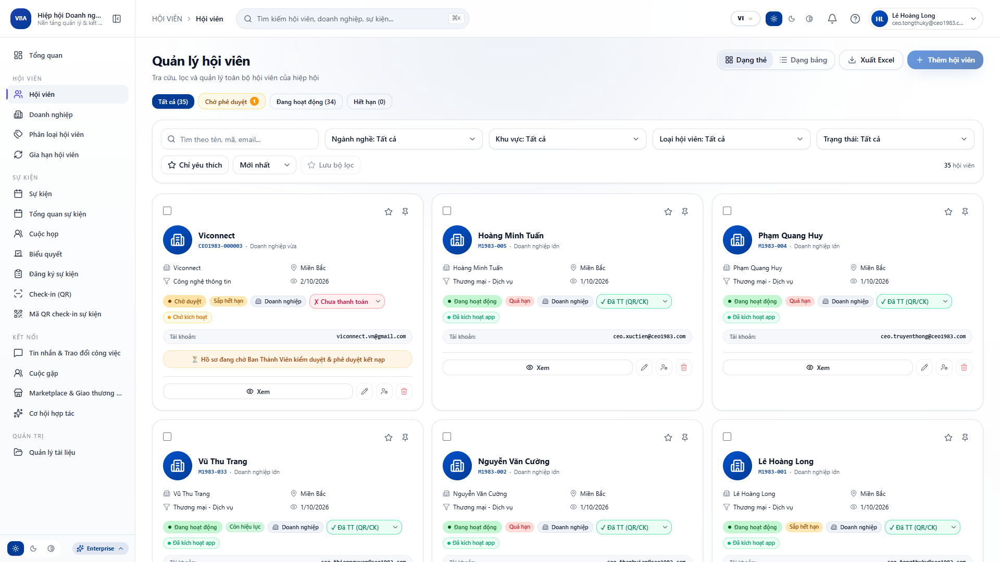 VBA
Hiệp hội Doanh ng...
Nền tảng quản lý & kết ...
HỘI VIÊN > Hội viên
Tìm kiếm hội viên, doanh nghiệp, sự kiện...
⌘K
VI
HL
Lê Hoàng Long
ceo.tongthuky@ceo1983.c...
Tổng quan
HỘI VIÊN
Hội viên
Doanh nghiệp
Phân loại hội viên
Gia hạn hội viên
SỰ KIỆN
Sự kiện
Tổng quan sự kiện
Cuộc họp
Biểu quyết
Đăng ký sự kiện
Check-in (QR)
Mã QR check-in sự kiện
KẾT NỐI
Tin nhắn & Trao đổi công việc
Cuộc gặp
Marketplace & Giao thương ...
Cơ hội hợp tác
QUẢN TRỊ
Quản lý tài liệu
Enterprise
Quản lý hội viên
Tra cứu, lọc và quản lý toàn bộ hội viên của hiệp hội
Dạng thẻ
Dạng bảng
Xuất Excel
+ Thêm hội viên
Tất cả (35)
Chờ phê duyệt 1
Đang hoạt động (34)
Hết hạn (0)
Tìm theo tên, mã, email...
Ngành nghề: Tất cả
Khu vực: Tất cả
Loại hội viên: Tất cả
Trạng thái: Tất cả
Chỉ yêu thích
Mới nhất
Lưu bộ lọc
35 hội viên
Viconnect
CEO1983-000003 · Doanh nghiệp vừa
Viconnect
Miền Bắc
Công nghệ thông tin
2/10/2026
Chờ duyệt
Sắp hết hạn
Doanh nghiệp
✗ Chưa thanh toán
Chờ kích hoạt
Tài khoản:
viconnect.vn@gmail.com
⏳ Hồ sơ đang chờ Ban Thành Viên kiểm duyệt & phê duyệt kết nạp
Xem
Hoàng Minh Tuấn
M1983-005 · Doanh nghiệp lớn
Hoàng Minh Tuấn
Miền Bắc
Thương mại - Dịch vụ
1/10/2026
Đang hoạt động
Quá hạn
Doanh nghiệp
✓ Đã TT (QR/CK)
Đã kích hoạt app
Tài khoản:
ceo.xuctien@ceo1983.com
Xem
Phạm Quang Huy
M1983-004 · Doanh nghiệp lớn
Phạm Quang Huy
Miền Bắc
Thương mại - Dịch vụ
1/10/2026
Đang hoạt động
Quá hạn
Doanh nghiệp
✓ Đã TT (QR/CK)
Đã kích hoạt app
Tài khoản:
ceo.truyenthong@ceo1983.com
Xem
Vũ Thu Trang
M1983-033 · Doanh nghiệp lớn
Vũ Thu Trang
Miền Bắc
Thương mại - Dịch vụ
1/10/2026
Đang hoạt động
Còn hiệu lực
Doanh nghiệp
✓ Đã TT (QR/CK)
Đã kích hoạt app
Tài khoản:
ceo.thiennguyen@ceo1983.com
Nguyễn Văn Cường
M1983-002 · Doanh nghiệp lớn
Nguyễn Văn Cường
Miền Bắc
Thương mại - Dịch vụ
1/10/2026
Đang hoạt động
Quá hạn
Doanh nghiệp
✓ Đã TT (QR/CK)
Đã kích hoạt app
Tài khoản:
ceo.thanhvien@ceo1983.com
Lê Hoàng Long
M1983-001 · Doanh nghiệp lớn
Lê Hoàng Long
Miền Bắc
Thương mại - Dịch vụ
1/10/2026
Đang hoạt động
Sắp hết hạn
Doanh nghiệp
✓ Đã TT (QR/CK)
Đã kích hoạt app
Tài khoản:
ceo.tongthuky@ceo1983.com